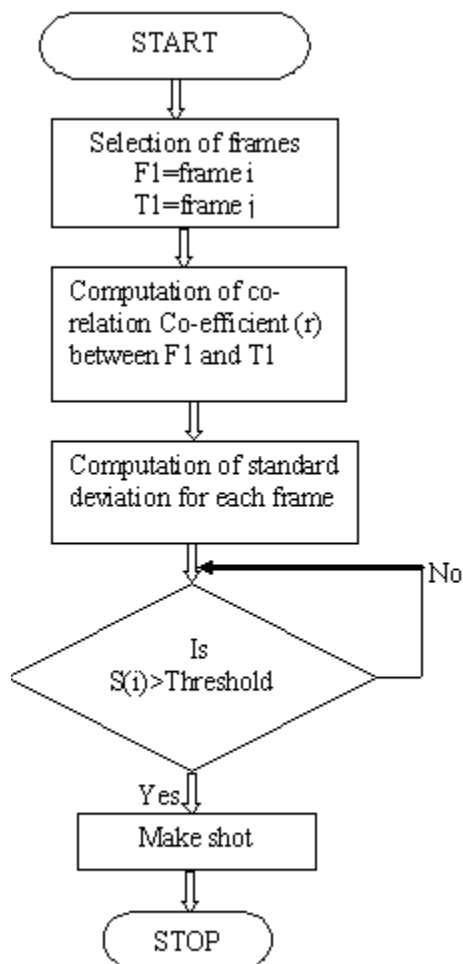 START
Selection of frames
F1=frame i
T1=frame j
Computation of co-
relation Co-efficient (r)
between F1 and T1
Computation of standard
deviation for each frame
No
Is
S(i)>Threshold
Yes
Make shot
STOP